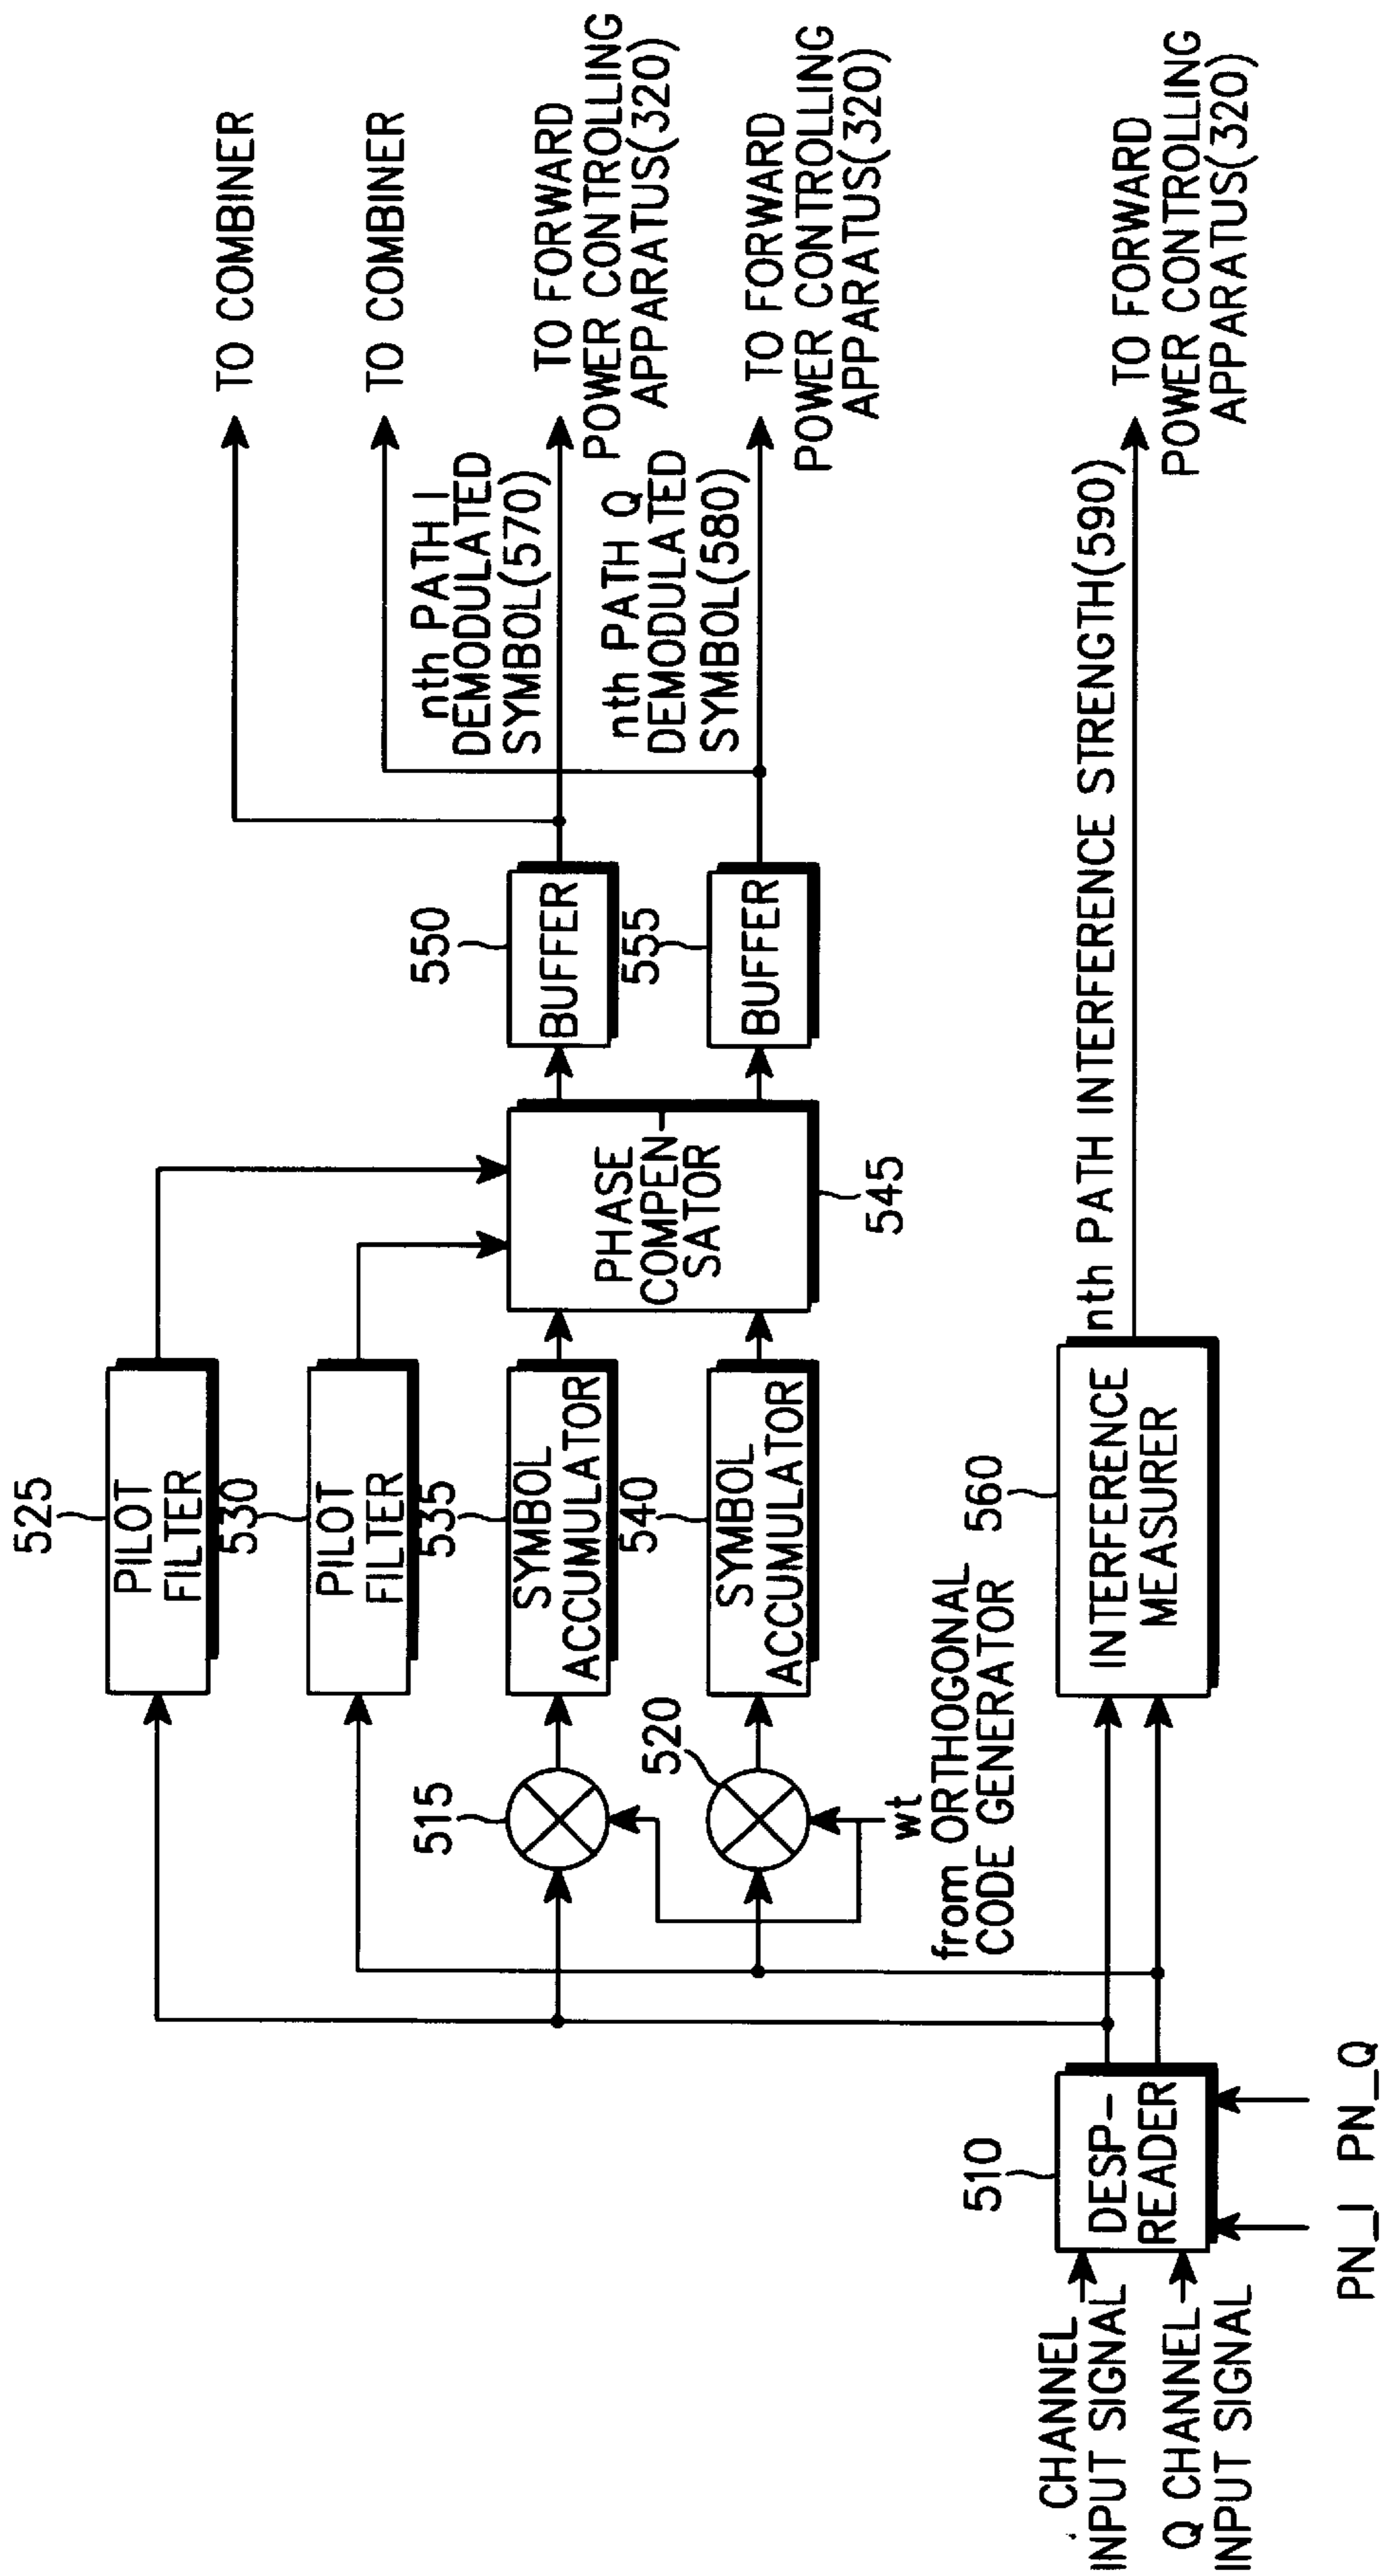 TO COMBINER
TO COMBINER
nth PATH I
DEMODULATED
SYMBOL(570)
TO FORWARD
POWER CONTROLLING
APPARATUS(320)
nth PATH Q
DEMODULATED
SYMBOL(580)
TO FORWARD
POWER CONTROLLING
APPARATUS(320)
525
PILOT
FILTER
530
PILOT
FILTER
535
SYMBOL
ACCUMULATOR
540
SYMBOL
ACCUMULATOR
515
520
wt
from ORTHOGONAL
CODE GENERATOR
PHASE
COMPEN-
SATOR
545
550
BUFFER
555
BUFFER
560
INTERFERENCE
MEASURER
nth PATH INTERFERENCE STRENGTH(590)
TO FORWARD
POWER CONTROLLING
APPARATUS(320)
510
DESP-
READER
CHANNEL
INPUT SIGNAL
Q CHANNEL
INPUT SIGNAL
PN_I PN_Q